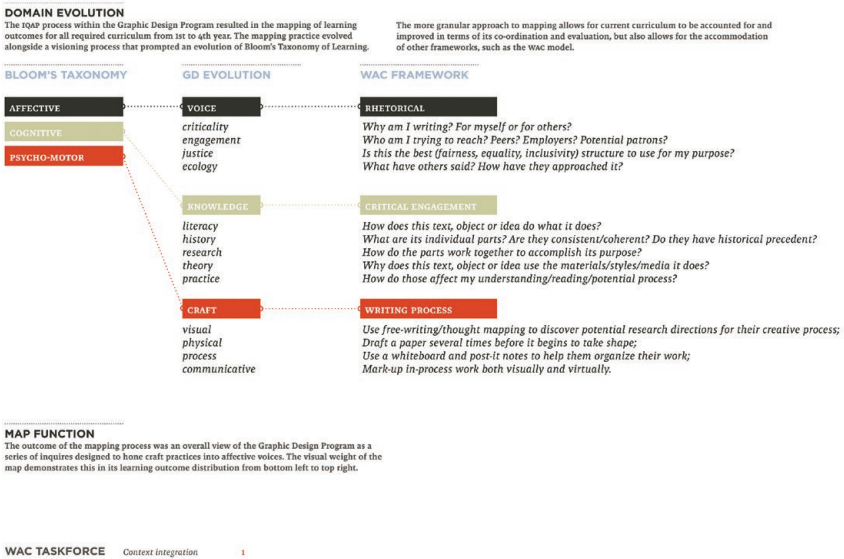 DOMAIN EVOLUTION
The IQAP process within the Graphic Design Program resulted in the mapping of learning
outcomes for all required curriculum from 1st to 4th year. The mapping practice evolved
alongside a visioning process that prompted an evolution of Bloom's Taxonomy of Learning.
The more granular approach to mapping allows for current curriculum to be accounted for and
improved in terms of its co-ordination and evaluation, but also allows for the accommodation
of other frameworks, such as the WAC model.
BLOOM'S TAXONOMY
GD EVOLUTION
WAC FRAMEWORK
AFFECTIVE
COGNITIVE
PSYCHO-MOTOR
VOICE
criticality
engagement
justice
ecology
RHETORICAL
Why am I writing? For myself or for others?
Who am I trying to reach? Peers? Employers? Potential patrons?
Is this the best (fairness, equality, inclusivity) structure to use for my purpose?
What have others said? How have they approached it?
KNOWLEDGE
literacy
history
research
theory
practice
CRITICAL ENGAGEMENT
How does this text, object or idea do what it does?
What are its individual parts? Are they consistent/coherent? Do they have historical precedent?
How do the parts work together to accomplish its purpose?
Why does this text, object or idea use the materials/styles/media it does?
How do those affect my understanding/reading/potential process?
CRAFT
visual
physical
process
communicative
WRITING PROCESS
Use free-writing/thought mapping to discover potential research directions for their creative process;
Draft a paper several times before it begins to take shape;
Use a whiteboard and post-it notes to help them organize their work;
Mark-up in-process work both visually and virtually.
MAP FUNCTION
The outcome of the mapping process was an overall view of the Graphic Design Program as a
series of inquires designed to hone craft practices into affective voices. The visual weight of the
map demonstrates this in its learning outcome distribution from bottom left to top right.
WAC TASKFORCE Context integration 1